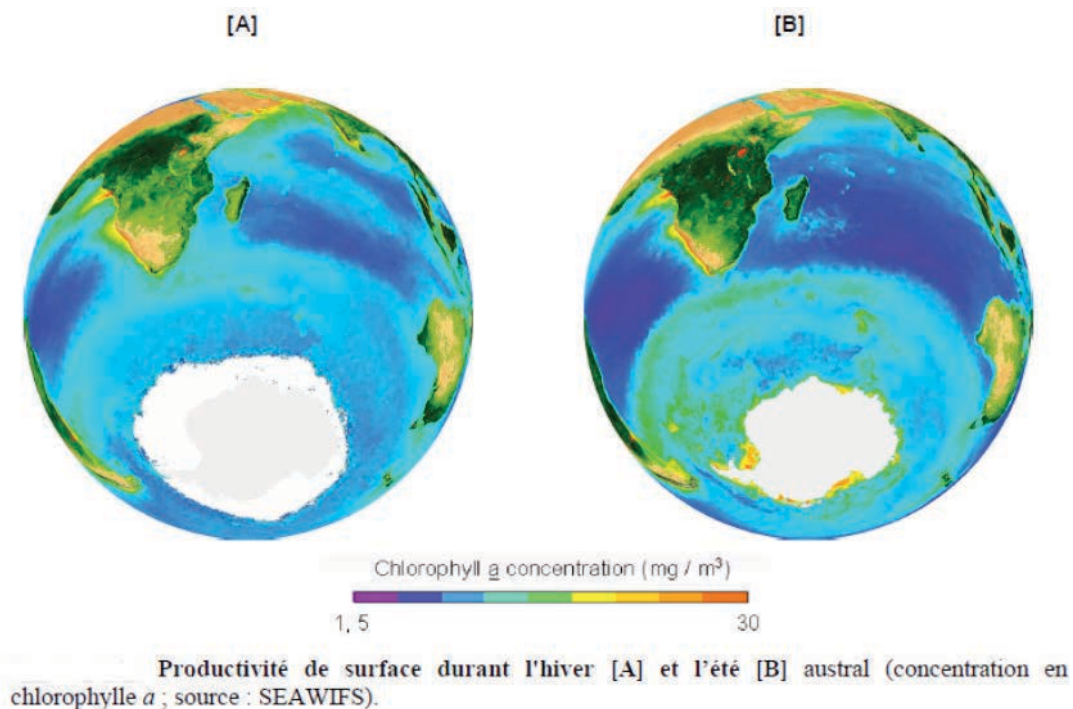 [A] [B]
Chlorophyll a concentration (mg / m³)
1, 5 30
Productivité de surface durant l'hiver [A] et l'été [B] austral (concentration en
chlorophylle a ; source : SEAWIFS).